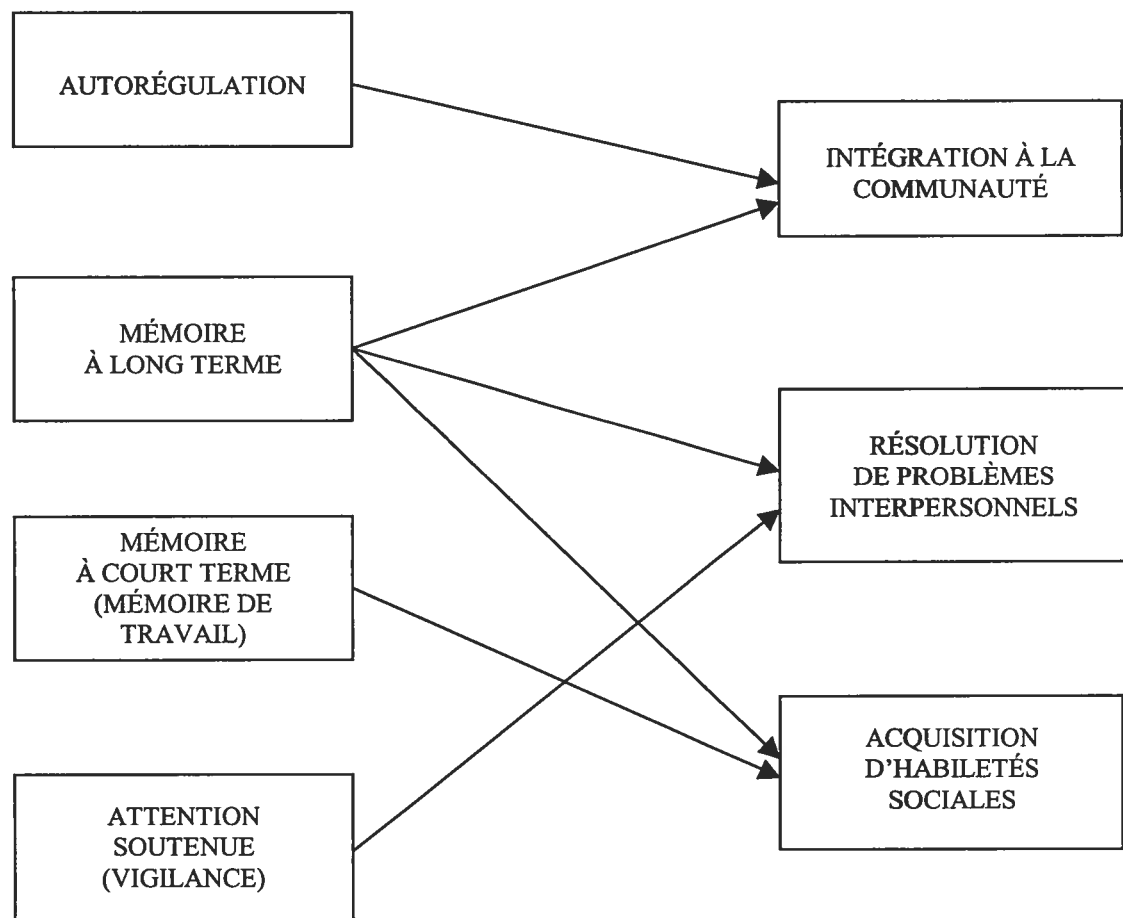 AUTORÉGULATION
MÉMOIRE
À LONG TERME
MÉMOIRE
À COURT TERME
(MÉMOIRE DE
TRAVAIL)
ATTENTION
SOUTENUE
(VIGILANCE)
INTÉGRATION À LA
COMMUNAUTÉ
RÉSOLUTION
DE PROBLÈMES
INTERPERSONNELS
ACQUISITION
D'HABILETÉS
SOCIALES